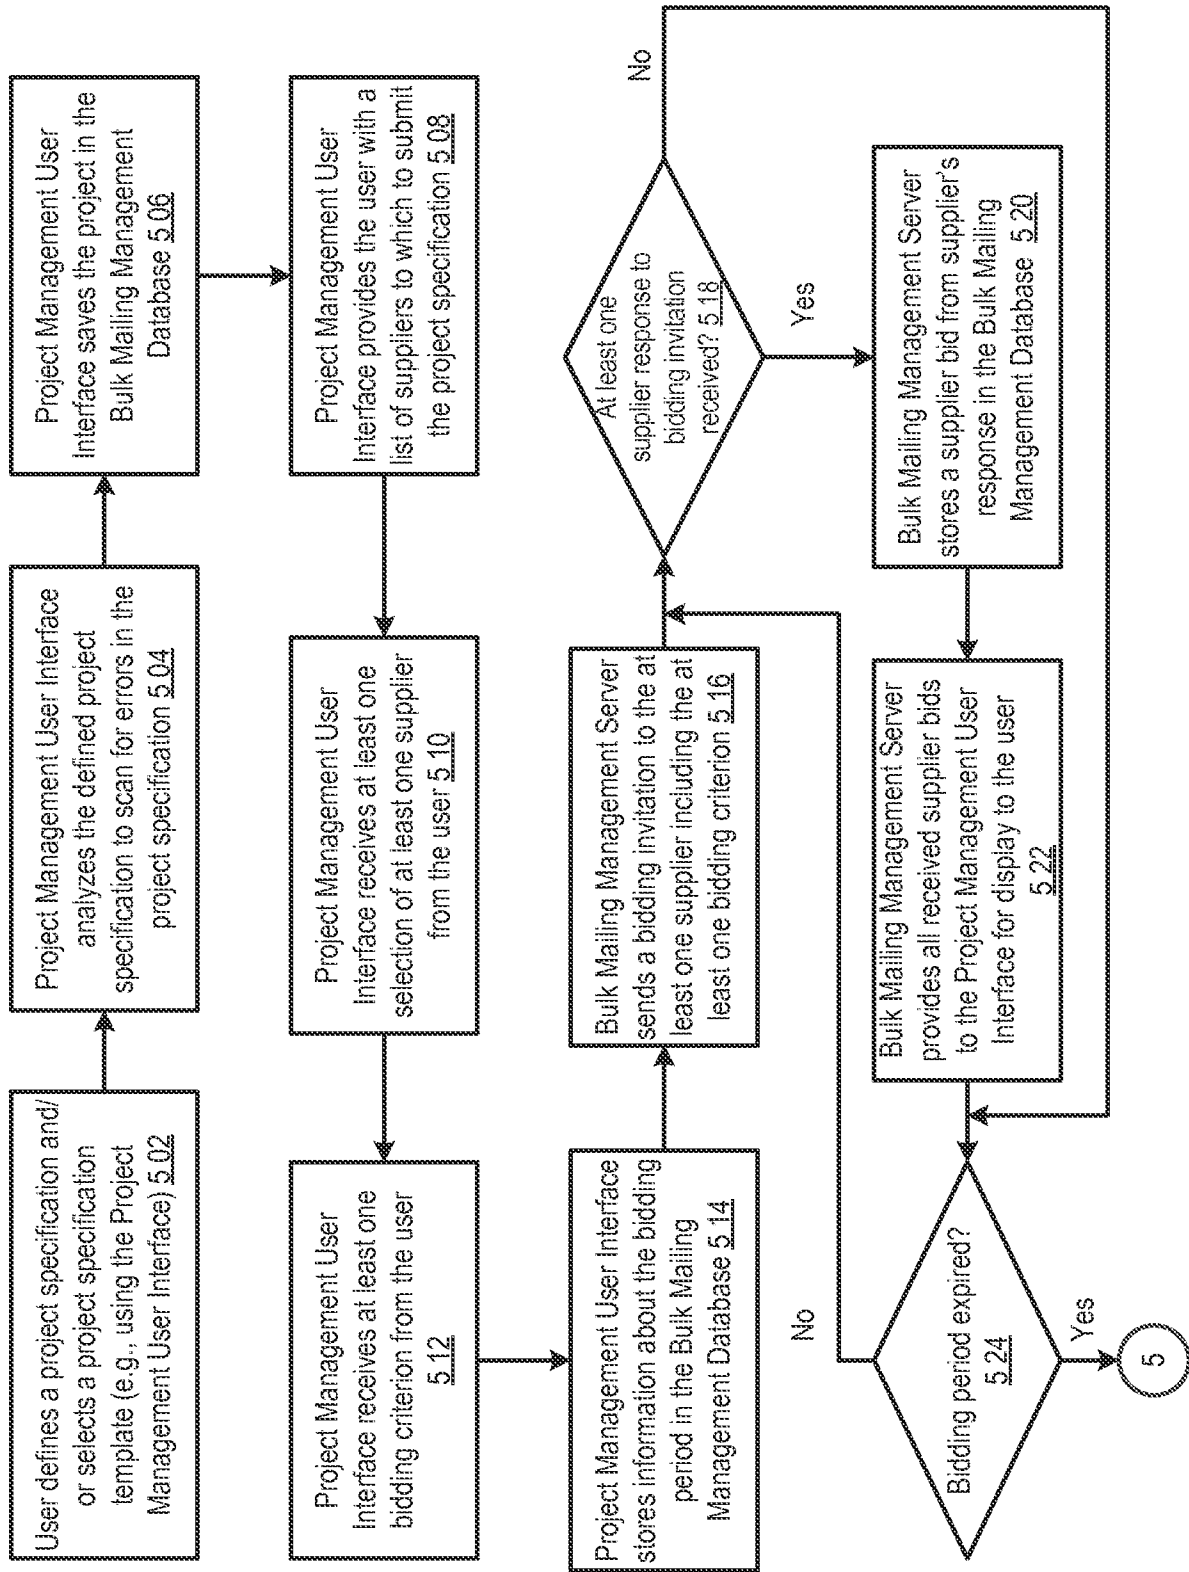 User defines a project specification and/
or selects a project specification
template (e.g., using the Project
Management User Interface) 5.02
Project Management User Interface
analyzes the defined project
specification to scan for errors in the
project specification 5.04
Project Management User
Interface saves the project in the
Bulk Mailing Management
Database 5.06
Project Management User
Interface provides the user with a
list of suppliers to which to submit
the project specification 5.08
Project Management User
Interface receives at least one
selection of at least one supplier
from the user 5.10
Project Management User
Interface receives at least one
bidding criterion from the user
5.12
Project Management User Interface
stores information about the bidding
period in the Bulk Mailing
Management Database 5.14
Bulk Mailing Management Server
sends a bidding invitation to the at
least one supplier including the at
least one bidding criterion 5.16
At least one
supplier response to
bidding invitation
received? 5.18
No
Yes
Bulk Mailing Management Server
stores a supplier bid from supplier's
response in the Bulk Mailing
Management Database 5.20
Bulk Mailing Management Server
provides all received supplier bids
to the Project Management User
Interface for display to the user
5.22
Bidding period expired?
5.24
No
Yes
5